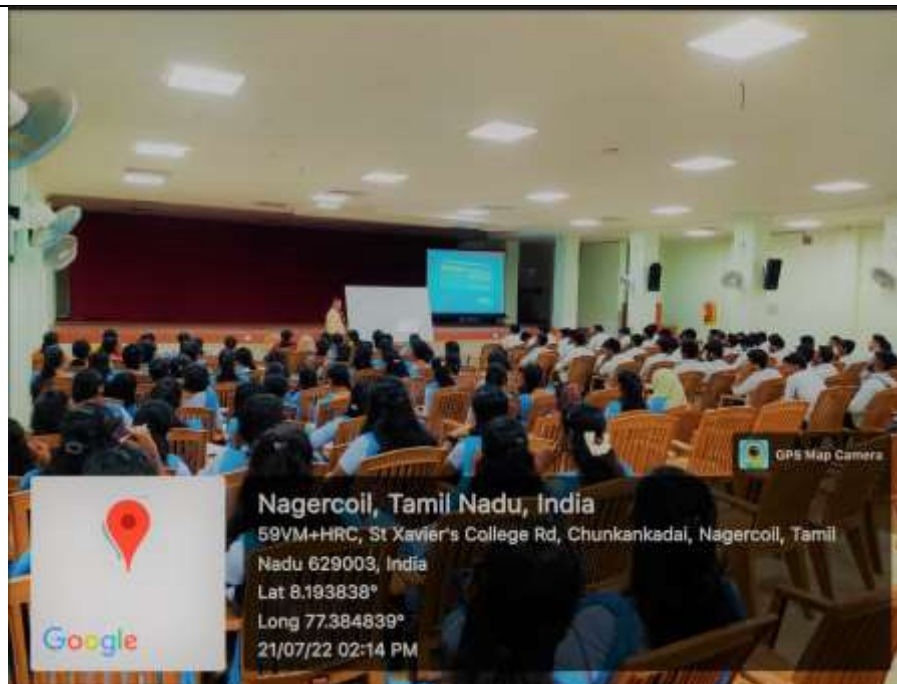 GPS Map Camera
Nagercoil, Tamil Nadu, India
59VM+HRC, St Xavier's College Rd, Chunkankadai, Nagercoil, Tamil
Nadu 629003, India
Lat 8.193838°
Long 77.384839°
21/07/22 02:14 PM
Google